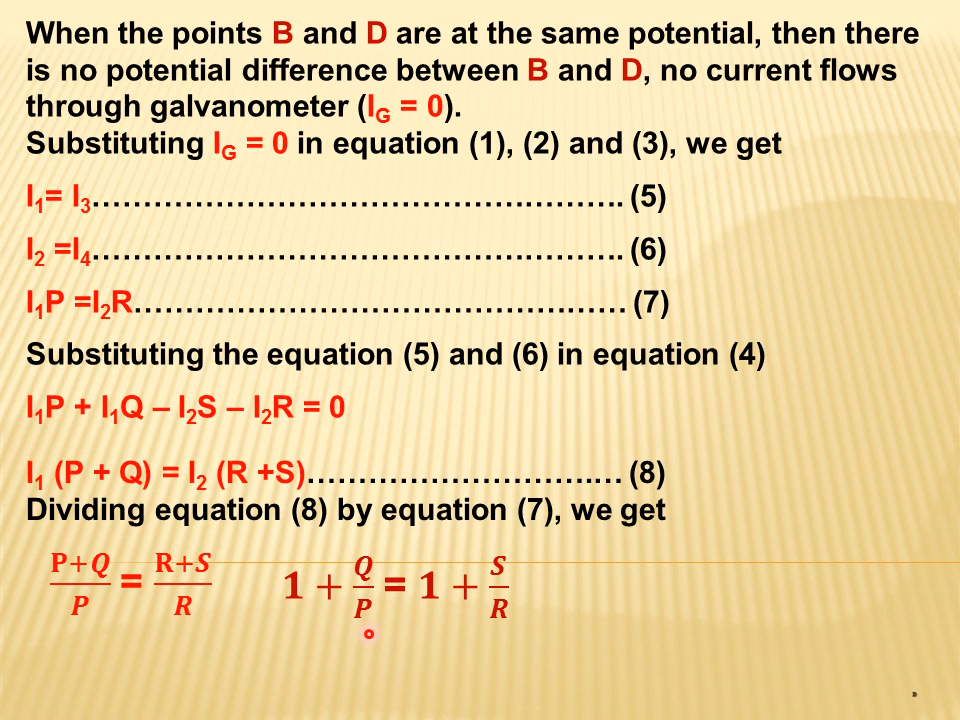 When the points B and D are at the same potential, then there
is no potential difference between B and D, no current flows
through galvanometer (I_G = 0).
Substituting I_G = 0 in equation (1), (2) and (3), we get
I₁= I₃……………………………………………. (5)
I₂ =I₄……………………………………………. (6)
I₁P =I₂R………………………………………… (7)
Substituting the equation (5) and (6) in equation (4)
I₁P + I₁Q – I₂S – I₂R = 0
I₁ (P + Q) = I₂ (R +S)……………………….… (8)
Dividing equation (8) by equation (7), we get
(P+Q)/P = (R+S)/R   1 + Q/P = 1 + S/R